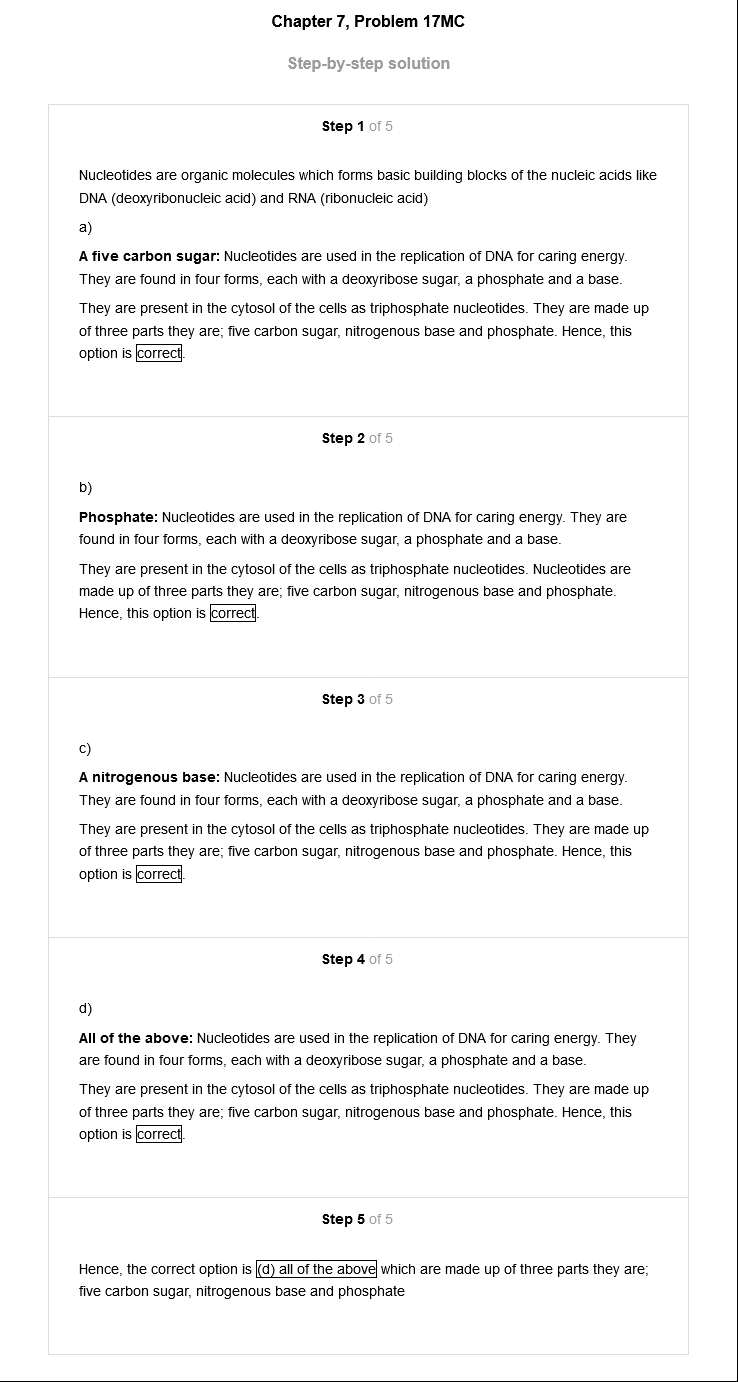 Chapter 7, Problem 17MC
Step-by-step solution
Step 1 of 5
Nucleotides are organic molecules which forms basic building blocks of the nucleic acids like
DNA (deoxyribonucleic acid) and RNA (ribonucleic acid)
a)
A five carbon sugar: Nucleotides are used in the replication of DNA for caring energy.
They are found in four forms, each with a deoxyribose sugar, a phosphate and a base.
They are present in the cytosol of the cells as triphosphate nucleotides. They are made up
of three parts they are; five carbon sugar, nitrogenous base and phosphate. Hence, this
option is correct.
Step 2 of 5
b)
Phosphate: Nucleotides are used in the replication of DNA for caring energy. They are
found in four forms, each with a deoxyribose sugar, a phosphate and a base.
They are present in the cytosol of the cells as triphosphate nucleotides. Nucleotides are
made up of three parts they are; five carbon sugar, nitrogenous base and phosphate.
Hence, this option is correct.
Step 3 of 5
c)
A nitrogenous base: Nucleotides are used in the replication of DNA for caring energy.
They are found in four forms, each with a deoxyribose sugar, a phosphate and a base.
They are present in the cytosol of the cells as triphosphate nucleotides. They are made up
of three parts they are; five carbon sugar, nitrogenous base and phosphate. Hence, this
option is correct.
Step 4 of 5
d)
All of the above: Nucleotides are used in the replication of DNA for caring energy. They
are found in four forms, each with a deoxyribose sugar, a phosphate and a base.
They are present in the cytosol of the cells as triphosphate nucleotides. They are made up
of three parts they are; five carbon sugar, nitrogenous base and phosphate. Hence, this
option is correct.
Step 5 of 5
Hence, the correct option is (d) all of the above which are made up of three parts they are;
five carbon sugar, nitrogenous base and phosphate